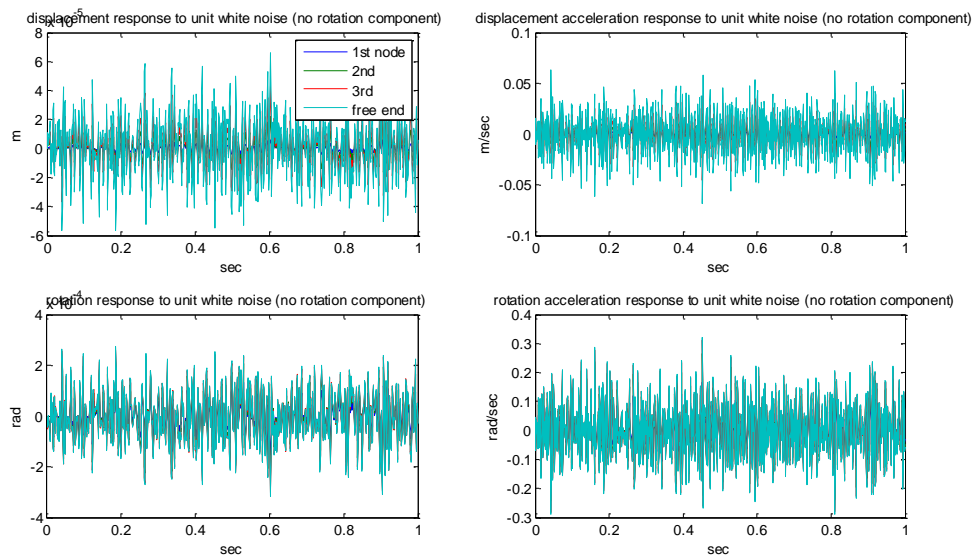 displacement response to unit white noise (no rotation component)
x 10-5
8
6
4
2
0
-2
-4
-6
m
0 0.2 0.4 0.6 0.8 1
sec
1st node
2nd
3rd
free end
displacement acceleration response to unit white noise (no rotation component)
0.1
0.05
0
-0.05
-0.1
m/sec
0 0.2 0.4 0.6 0.8 1
sec
rotation response to unit white noise (no rotation component)
x 10-4
4
2
0
-2
-4
rad
0 0.2 0.4 0.6 0.8 1
sec
rotation acceleration response to unit white noise (no rotation component)
0.4
0.3
0.2
0.1
0
-0.1
-0.2
-0.3
rad/sec
0 0.2 0.4 0.6 0.8 1
sec